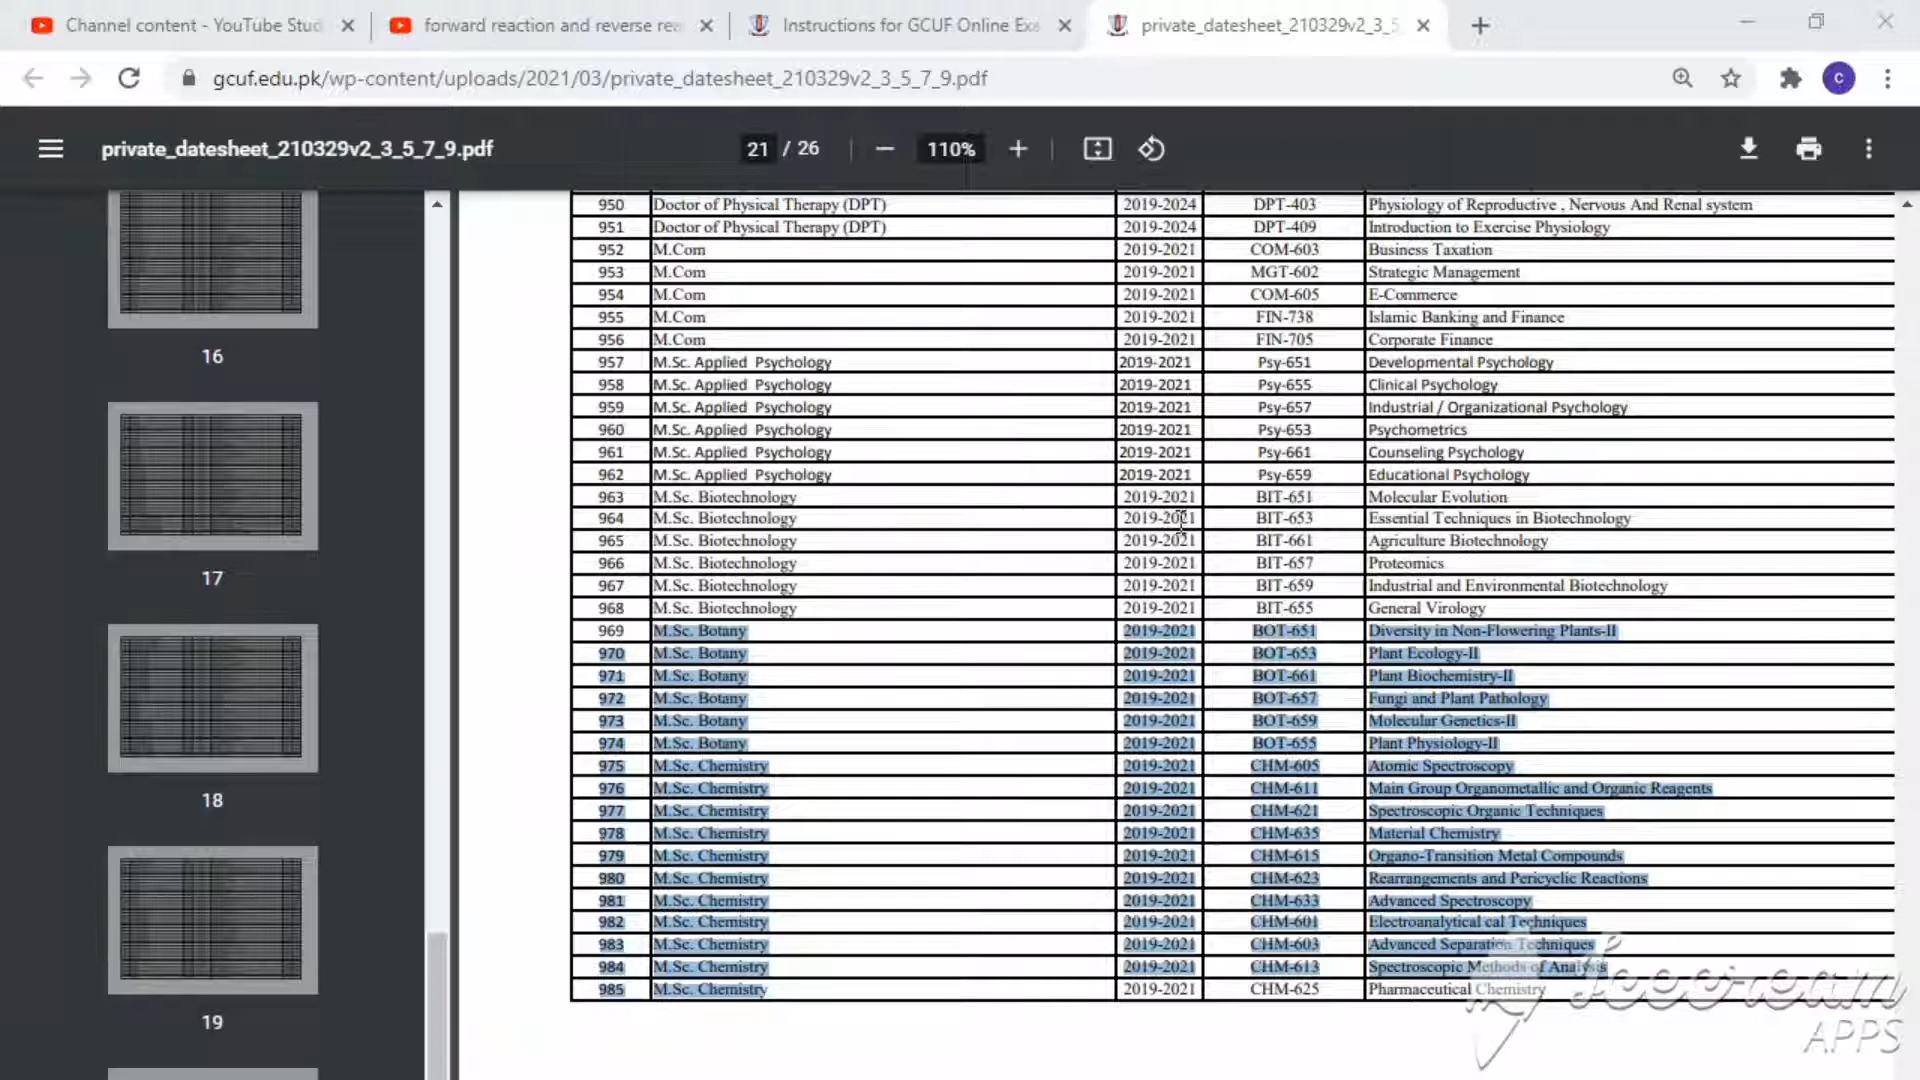 Channel content - YouTube Stud
forward reaction and reverse rea
Instructions for GCUF Online Exa
private_datesheet_210329v2_3_5
gcuf.edu.pk/wp-content/uploads/2021/03/private_datesheet_210329v2_3_5_7_9.pdf
C
private_datesheet_210329v2_3_5_7_9.pdf
21 / 26
110%
16
17
18
19
950 Doctor of Physical Therapy (DPT) 2019-2024 DPT-403 Physiology of Reproductive , Nervous And Renal system
951 Doctor of Physical Therapy (DPT) 2019-2024 DPT-409 Introduction to Exercise Physiology
952 M.Com 2019-2021 COM-603 Business Taxation
953 M.Com 2019-2021 MGT-602 Strategic Management
954 M.Com 2019-2021 COM-605 E-Commerce
955 M.Com 2019-2021 FIN-738 Islamic Banking and Finance
956 M.Com 2019-2021 FIN-705 Corporate Finance
957 M.Sc. Applied Psychology 2019-2021 Psy-651 Developmental Psychology
958 M.Sc. Applied Psychology 2019-2021 Psy-655 Clinical Psychology
959 M.Sc. Applied Psychology 2019-2021 Psy-657 Industrial / Organizational Psychology
960 M.Sc. Applied Psychology 2019-2021 Psy-653 Psychometrics
961 M.Sc. Applied Psychology 2019-2021 Psy-661 Counseling Psychology
962 M.Sc. Applied Psychology 2019-2021 Psy-659 Educational Psychology
963 M.Sc. Biotechnology 2019-2021 BIT-651 Molecular Evolution
964 M.Sc. Biotechnology 2019-2021 BIT-653 Essential Techniques in Biotechnology
965 M.Sc. Biotechnology 2019-2021 BIT-661 Agriculture Biotechnology
966 M.Sc. Biotechnology 2019-2021 BIT-657 Proteomics
967 M.Sc. Biotechnology 2019-2021 BIT-659 Industrial and Environmental Biotechnology
968 M.Sc. Biotechnology 2019-2021 BIT-655 General Virology
969 M.Sc. Botany 2019-2021 BOT-651 Diversity in Non-Flowering Plants-II
970 M.Sc. Botany 2019-2021 BOT-653 Plant Ecology-II
971 M.Sc. Botany 2019-2021 BOT-661 Plant Biochemistry-II
972 M.Sc. Botany 2019-2021 BOT-657 Fungi and Plant Pathology
973 M.Sc. Botany 2019-2021 BOT-659 Molecular Genetics-II
974 M.Sc. Botany 2019-2021 BOT-655 Plant Physiology-II
975 M.Sc. Chemistry 2019-2021 CHM-605 Atomic Spectroscopy
976 M.Sc. Chemistry 2019-2021 CHM-611 Main Group Organometallic and Organic Reagents
977 M.Sc. Chemistry 2019-2021 CHM-621 Spectroscopic Organic Techniques
978 M.Sc. Chemistry 2019-2021 CHM-635 Material Chemistry
979 M.Sc. Chemistry 2019-2021 CHM-615 Organo-Transition Metal Compounds
980 M.Sc. Chemistry 2019-2021 CHM-623 Rearrangements and Pericyclic Reactions
981 M.Sc. Chemistry 2019-2021 CHM-633 Advanced Spectroscopy
982 M.Sc. Chemistry 2019-2021 CHM-601 Electroanalytical cal Techniques
983 M.Sc. Chemistry 2019-2021 CHM-603 Advanced Separation Techniques
984 M.Sc. Chemistry 2019-2021 CHM-613 Spectroscopic Methods of Analysis
985 M.Sc. Chemistry 2019-2021 CHM-625 Pharmaceutical Chemistry
Icecream
APPS